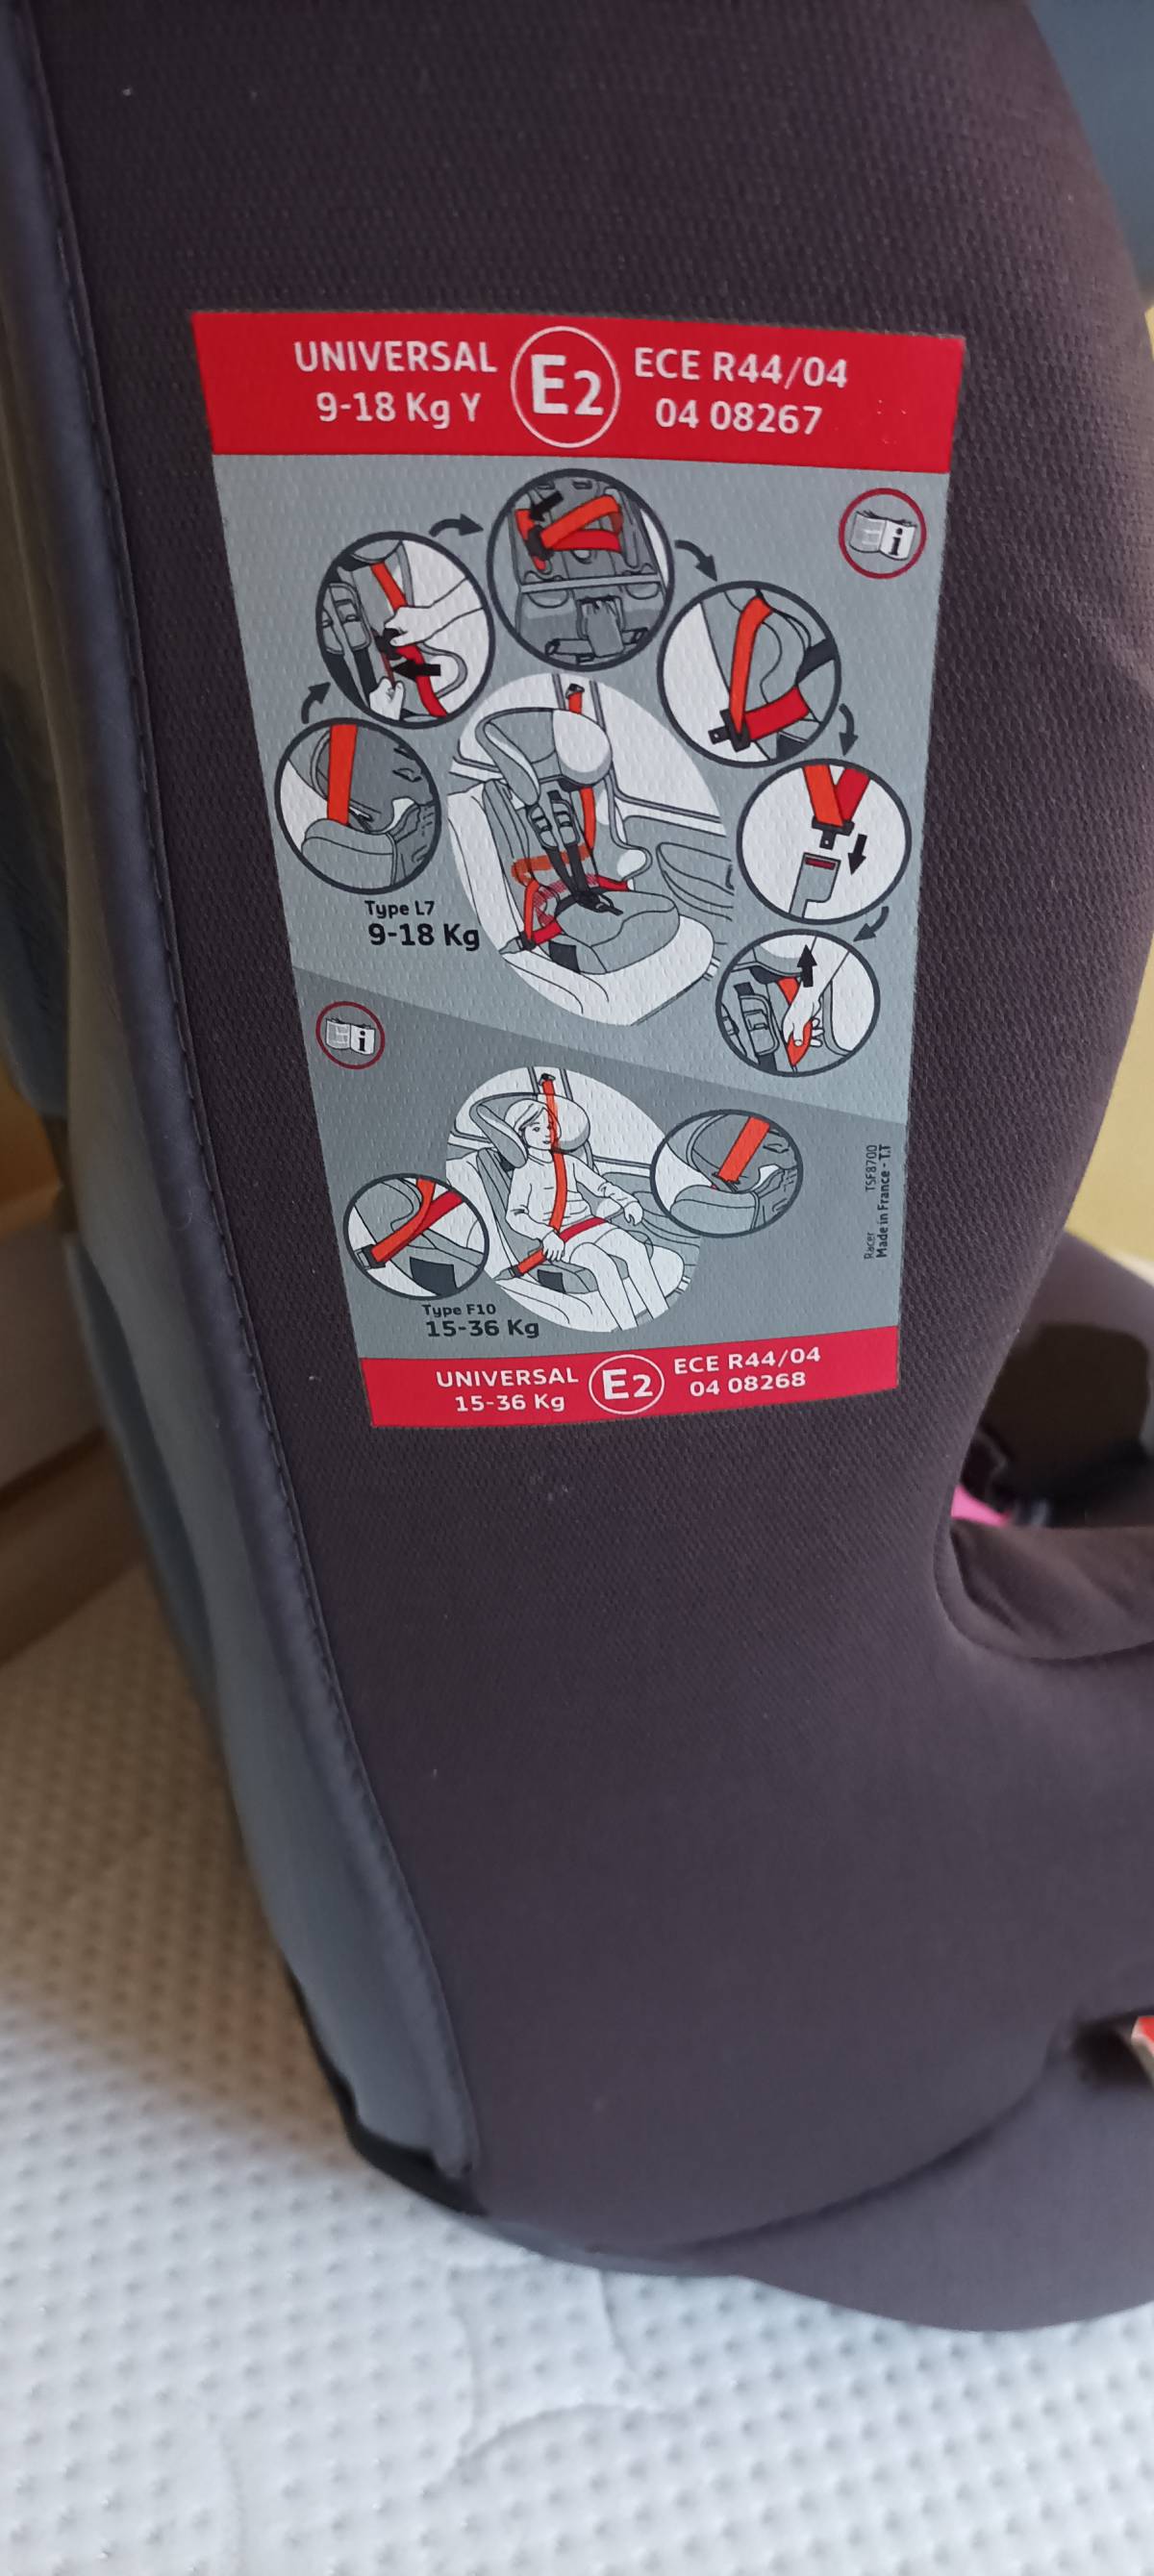 UNIVERSAL
9-18 Kg Y
E2
ECE R44/04
04 08267
i
Type L7
9-18 Kg
i
Racer TSF8700
Made in France - T.T
Type F10
15-36 Kg
UNIVERSAL
15-36 Kg
E2
ECE R44/04
04 08268